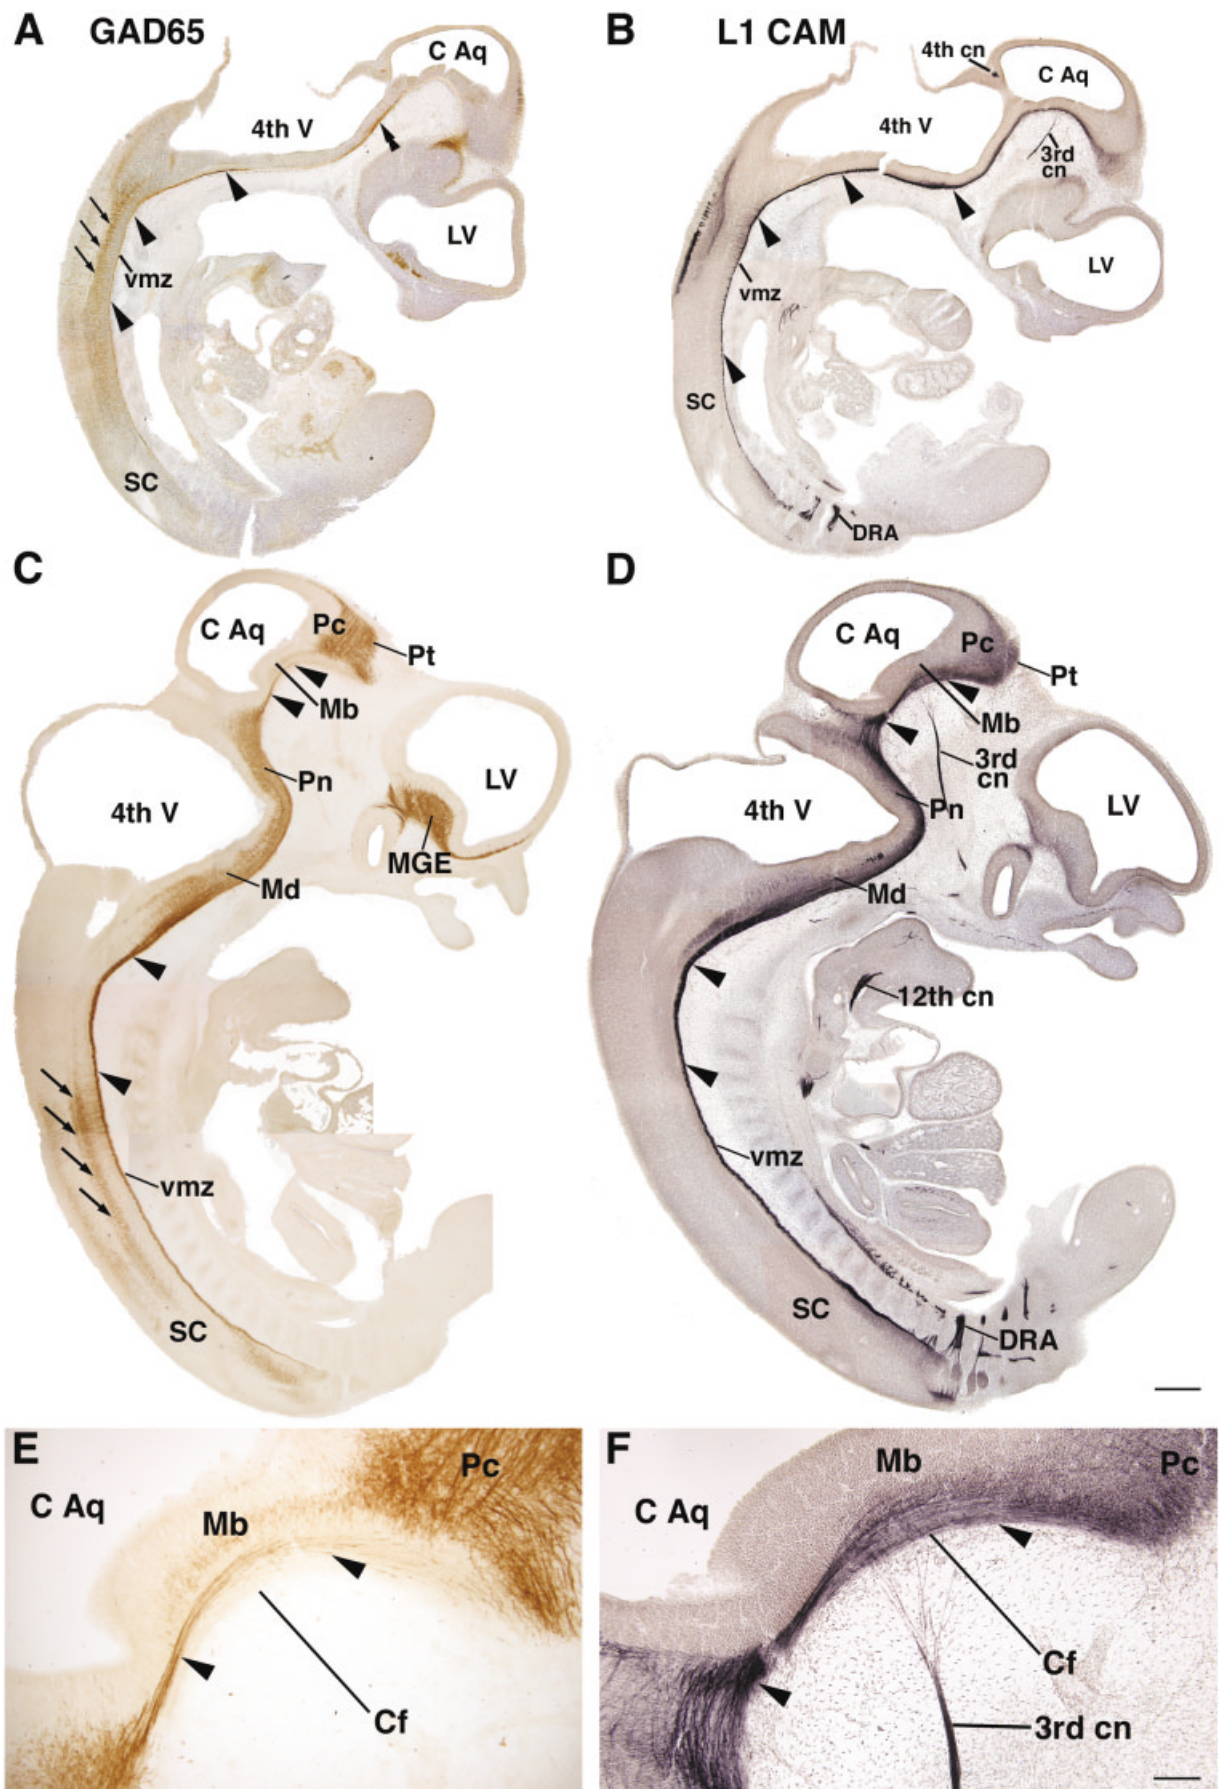 A GAD65
C Aq
4th V
LV
vmz
SC
B L1 CAM
4th cn
C Aq
4th V
3rd
cn
LV
vmz
SC
DRA
C
C Aq
Pc
Pt
Mb
Pn
4th V
LV
MGE
Md
vmz
SC
D
C Aq
Pc
Pt
Mb
3rd
cn
Pn
4th V
LV
Md
12th cn
vmz
SC
DRA
E
Pc
C Aq
Mb
Cf
F
Mb
Pc
C Aq
Cf
3rd cn